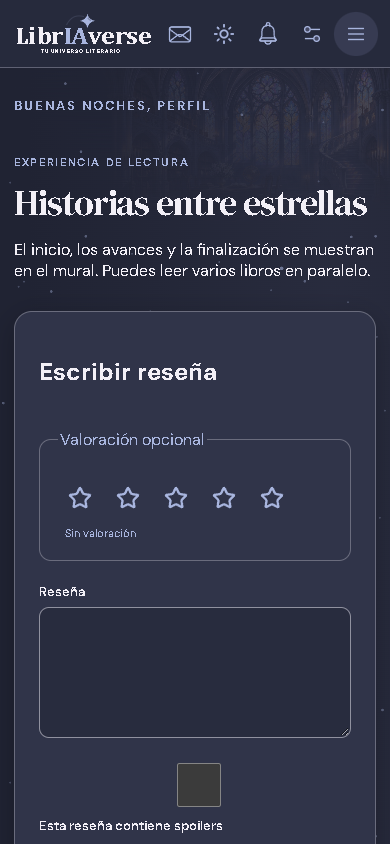 LibrIAverse
TU UNIVERSO LITERARIO
BUENAS NOCHES, PERFIL
EXPERIENCIA DE LECTURA
Historias entre estrellas
El inicio, los avances y la finalización se muestran
en el mural. Puedes leer varios libros en paralelo.
Escribir reseña
Valoración opcional
Sin valoración
Reseña
Esta reseña contiene spoilers